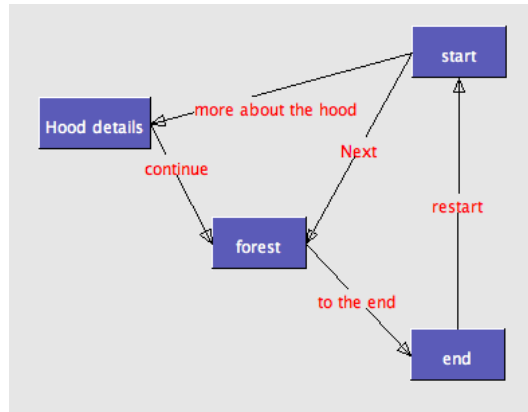 start
more about the hood
Hood details
Next
continue
restart
forest
to the end
end